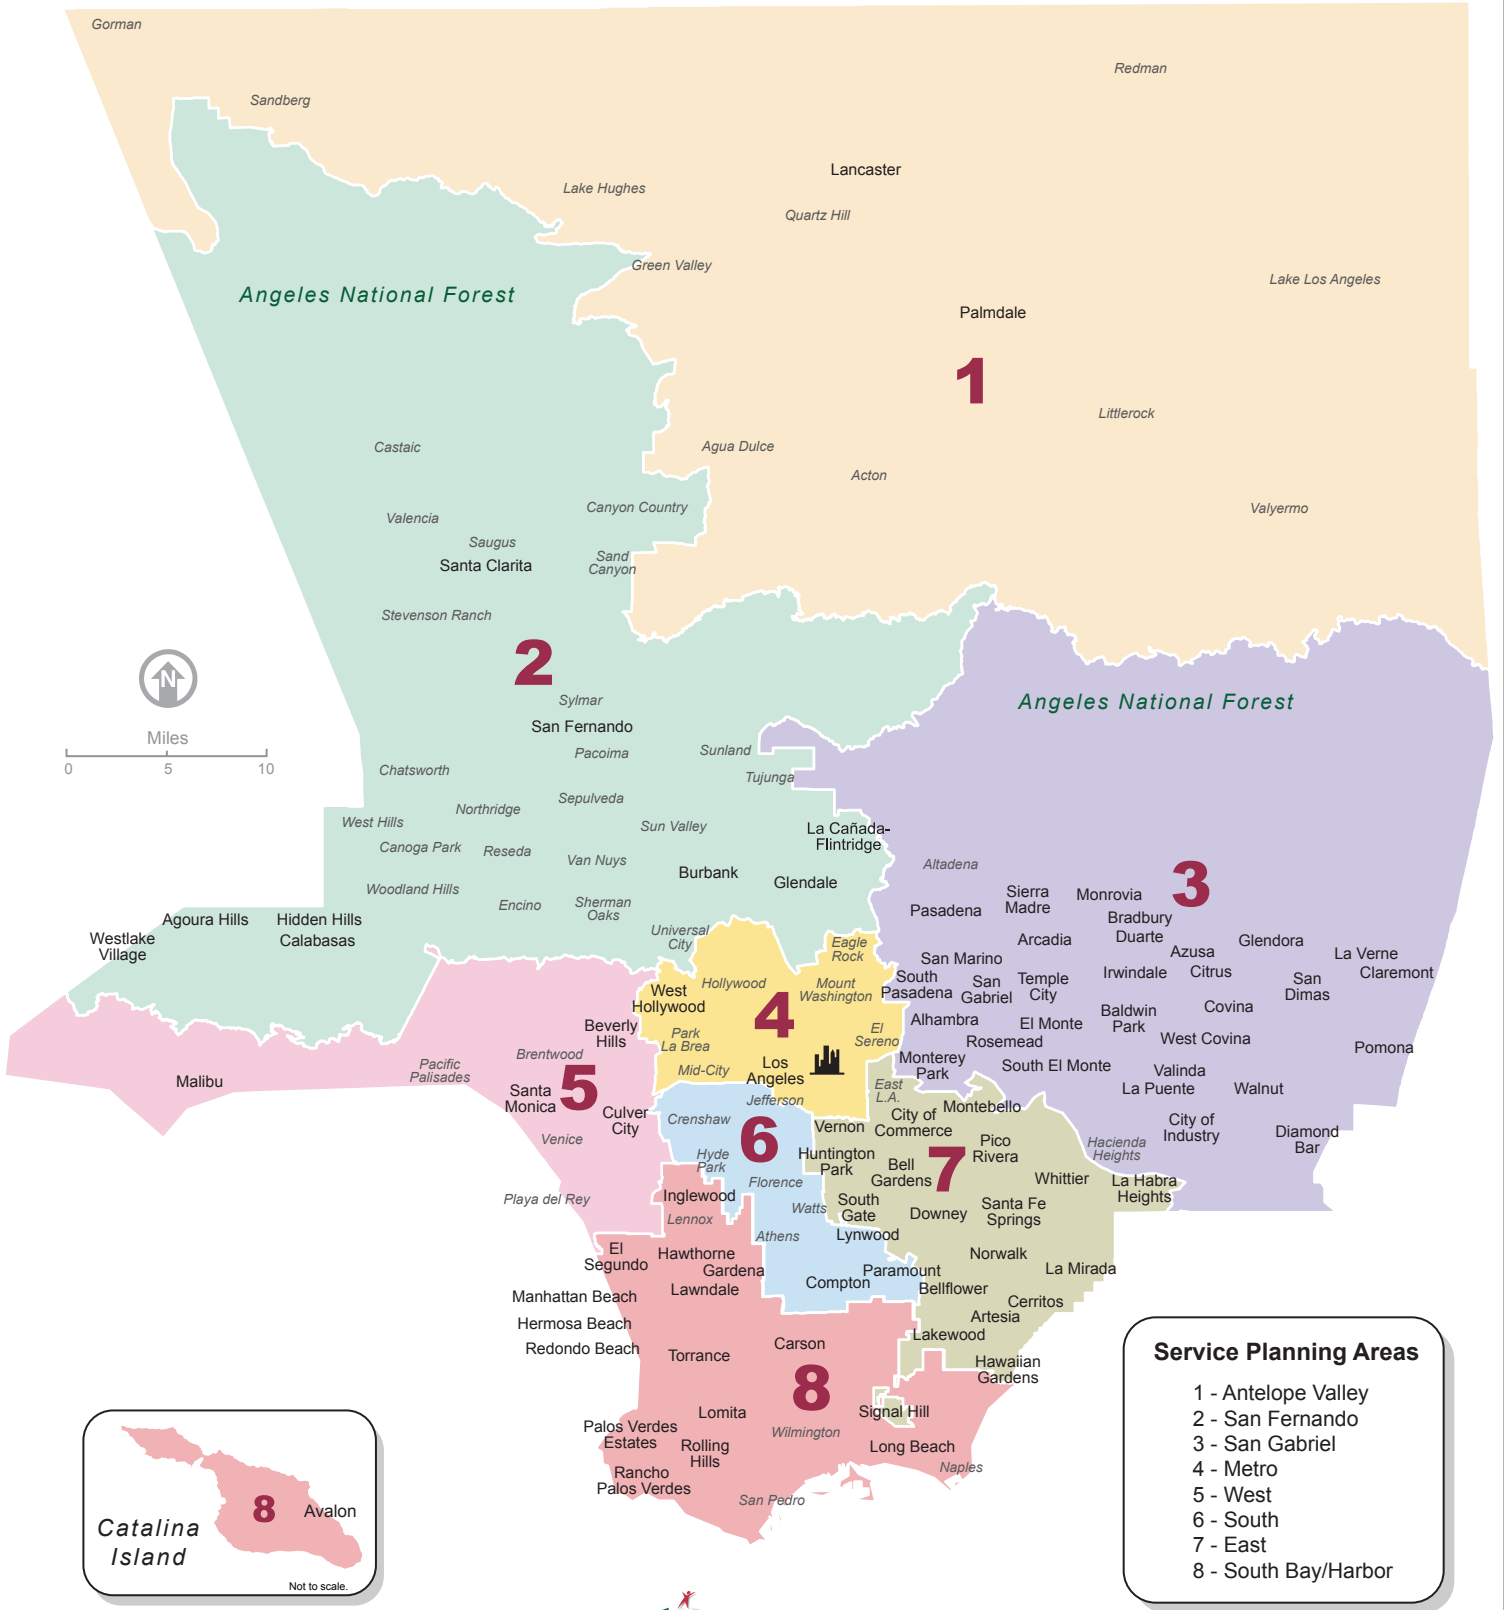 Gorman
Redman
Sandberg
Lancaster
Lake Hughes
Quartz Hill
Green Valley
Lake Los Angeles
Angeles National Forest
Palmdale
1
Littlerock
Castaic
Agua Dulce
Acton
Canyon Country
Valyermo
Valencia
Saugus
Santa Clarita
Sand
Canyon
Stevenson Ranch
2
N
Miles
0 5 10
Sylmar
San Fernando
Pacoima
Sunland
Tujunga
Angeles National Forest
Chatsworth
Sepulveda
Northridge
West Hills
Sun Valley
La Cañada-
Flintridge
Canoga Park
Reseda
Van Nuys
Burbank
Glendale
Woodland Hills
Encino
Sherman
Oaks
Agoura Hills
Hidden Hills
Calabasas
Westlake
Village
Universal
City
Altadena
3
Pasadena
Sierra
Madre
Monrovia
Bradbury
Duarte
Arcadia
Azusa
Glendora
La Verne
Claremont
San Marino
Irwindale
Citrus
San
Dimas
South
Pasadena
San
Gabriel
Temple
City
Baldwin
Park
Covina
Alhambra
El Monte
Rosemead
West Covina
Pomona
Monterey
Park
South El Monte
Valinda
La Puente
Walnut
City of
Industry
Diamond
Bar
Hacienda
Heights
Eagle
Rock
Hollywood
Mount
Washington
West
Hollywood
4
Park
La Brea
El
Sereno
Mid-City
Los
Angeles
Beverly
Hills
Brentwood
Pacific
Palisades
5
Malibu
Santa
Monica
Culver
City
Venice
Playa del Rey
Jefferson
Crenshaw
6
Hyde
Park
Florence
Watts
Athens
Lynwood
Compton
Paramount
East
L.A.
City of
Commerce
Montebello
Vernon
Huntington
Park
Bell
Gardens
7
Pico
Rivera
Whittier
La Habra
Heights
South
Gate
Downey
Santa Fe
Springs
Norwalk
La Mirada
Bellflower
Cerritos
Artesia
Lakewood
Hawaiian
Gardens
Signal Hill
Inglewood
Lennox
El
Segundo
Hawthorne
Gardena
Lawndale
Manhattan Beach
Hermosa Beach
Redondo Beach
Torrance
Carson
8
Lomita
Palos Verdes
Estates
Rolling
Hills
Wilmington
Long Beach
Naples
Rancho
Palos Verdes
San Pedro
8
Avalon
Catalina
Island
Not to scale.
Service Planning Areas
1 - Antelope Valley
2 - San Fernando
3 - San Gabriel
4 - Metro
5 - West
6 - South
7 - East
8 - South Bay/Harbor